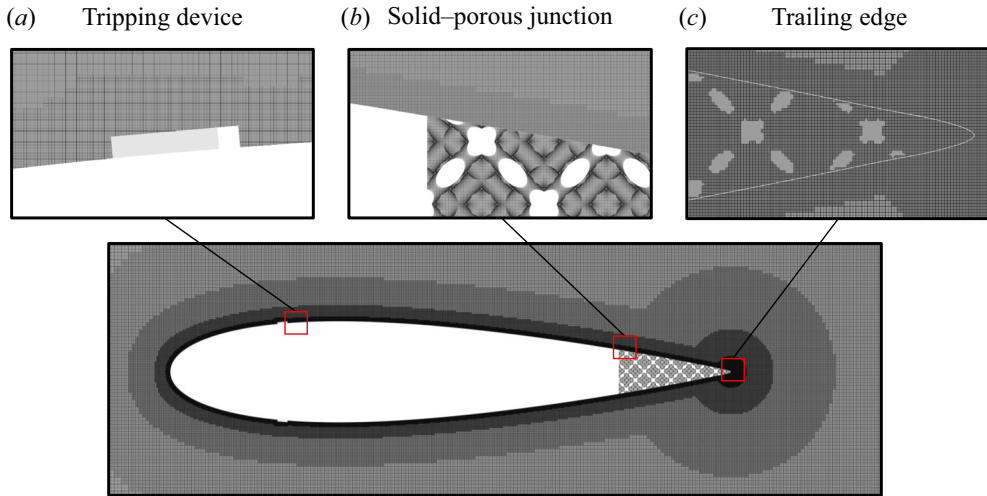 (a) Tripping device
(b) Solid–porous junction
(c) Trailing edge